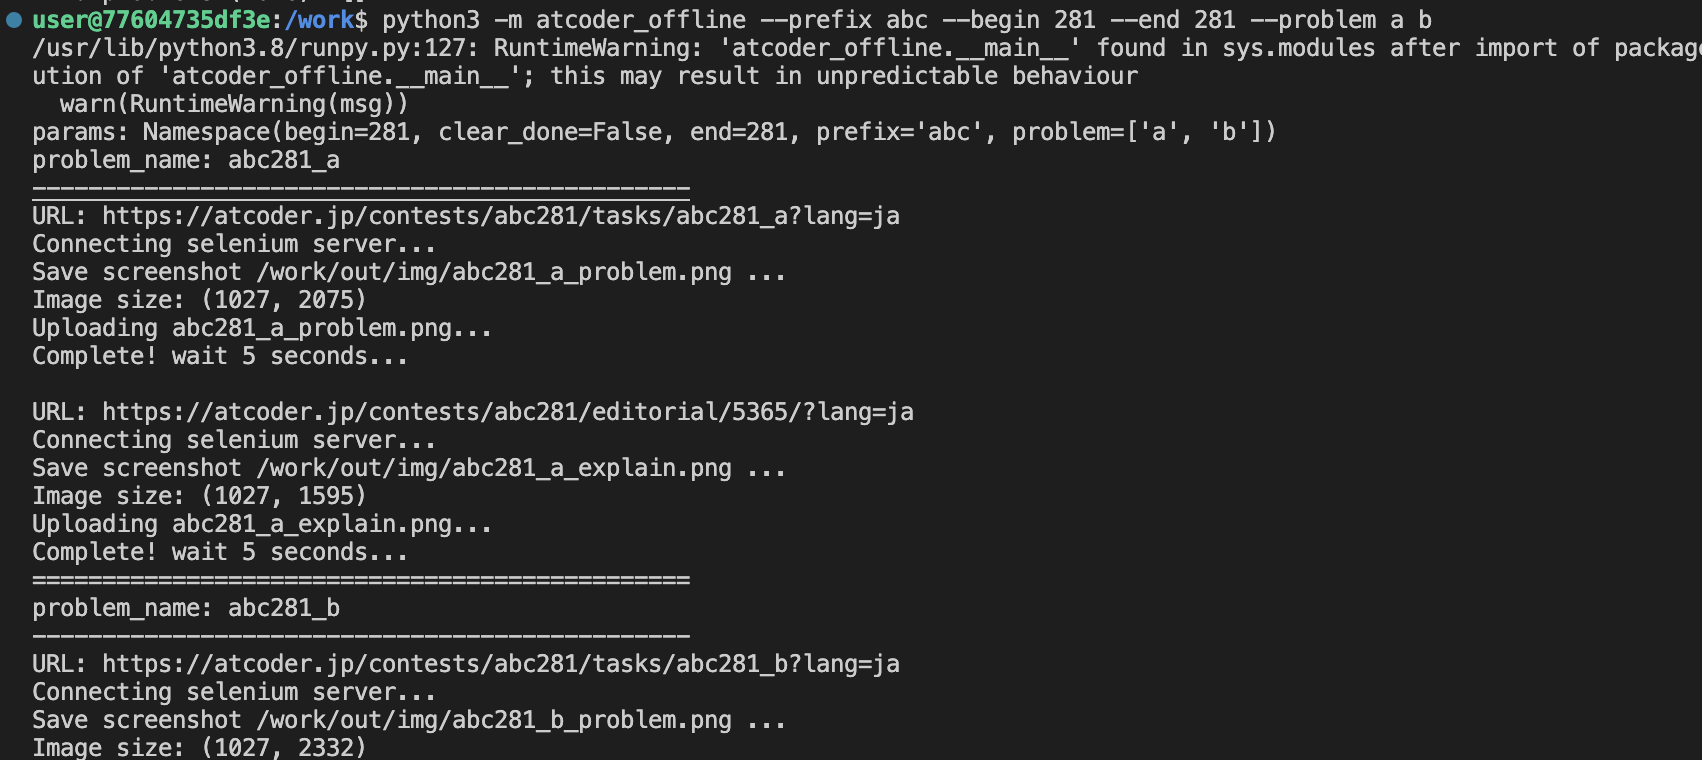 user@77604735df3e:/work$ python3 -m atcoder_offline --prefix abc --begin 281 --end 281 --problem a b
/usr/lib/python3.8/runpy.py:127: RuntimeWarning: 'atcoder_offline.__main__' found in sys.modules after import of package
ution of 'atcoder_offline.__main__'; this may result in unpredictable behaviour
  warn(RuntimeWarning(msg))
params: Namespace(begin=281, clear_done=False, end=281, prefix='abc', problem=['a', 'b'])
problem_name: abc281_a
-----------------------------------------------
URL: https://atcoder.jp/contests/abc281/tasks/abc281_a?lang=ja
Connecting selenium server...
Save screenshot /work/out/img/abc281_a_problem.png ...
Image size: (1027, 2075)
Uploading abc281_a_problem.png...
Complete! wait 5 seconds...

URL: https://atcoder.jp/contests/abc281/editorial/5365/?lang=ja
Connecting selenium server...
Save screenshot /work/out/img/abc281_a_explain.png ...
Image size: (1027, 1595)
Uploading abc281_a_explain.png...
Complete! wait 5 seconds...
===============================================
problem_name: abc281_b
-----------------------------------------------
URL: https://atcoder.jp/contests/abc281/tasks/abc281_b?lang=ja
Connecting selenium server...
Save screenshot /work/out/img/abc281_b_problem.png ...
Image size: (1027, 2332)